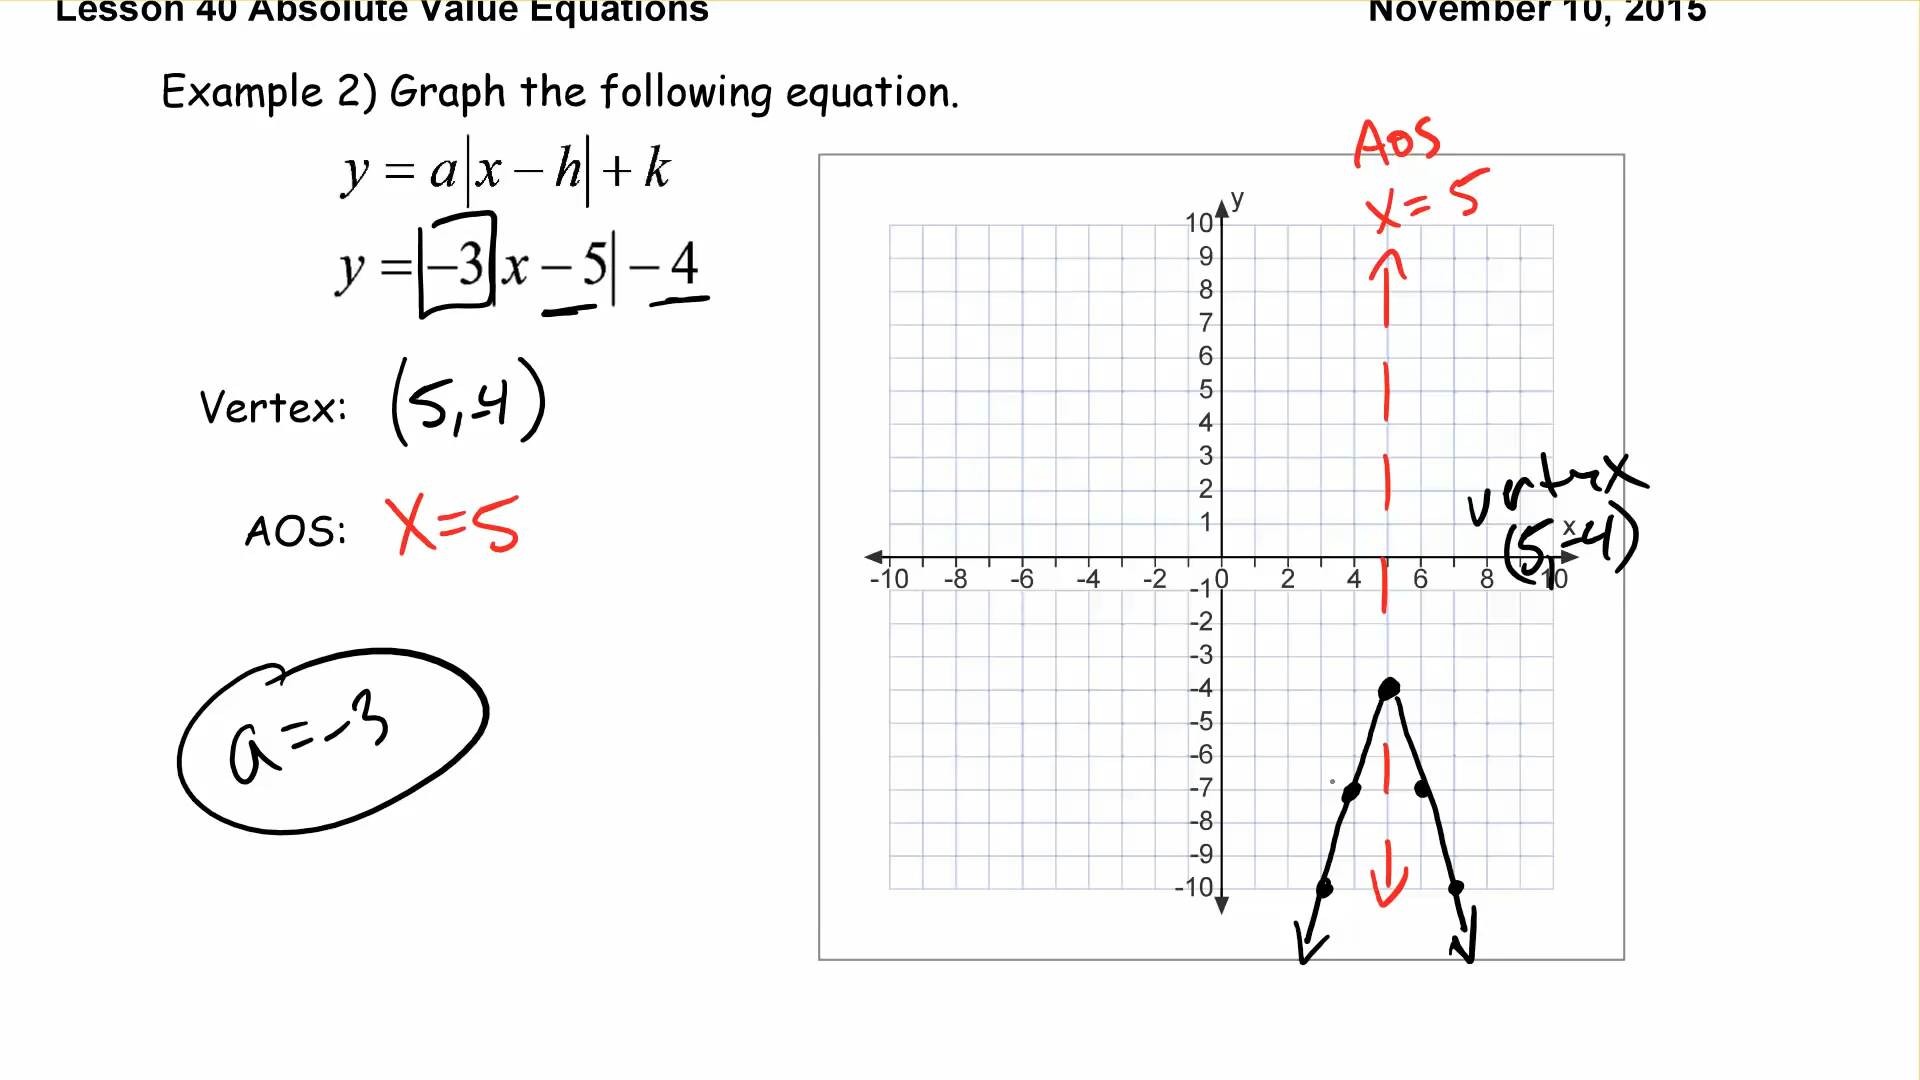 Lesson 40 Absolute Value Equations
November 10, 2015
Example 2) Graph the following equation.
y = a|x − h| + k
y = −3|x − 5| − 4
Vertex: (5,-4)
AOS: X=5
a=-3
AOS
x=5
y
10
9
8
7
6
5
4
3
2
1
vertex
(5,-4)
x
-10 -8 -6 -4 -2 0 2 4 6 8 10
-1
-2
-3
-4
-5
-6
-7
-8
-9
-10